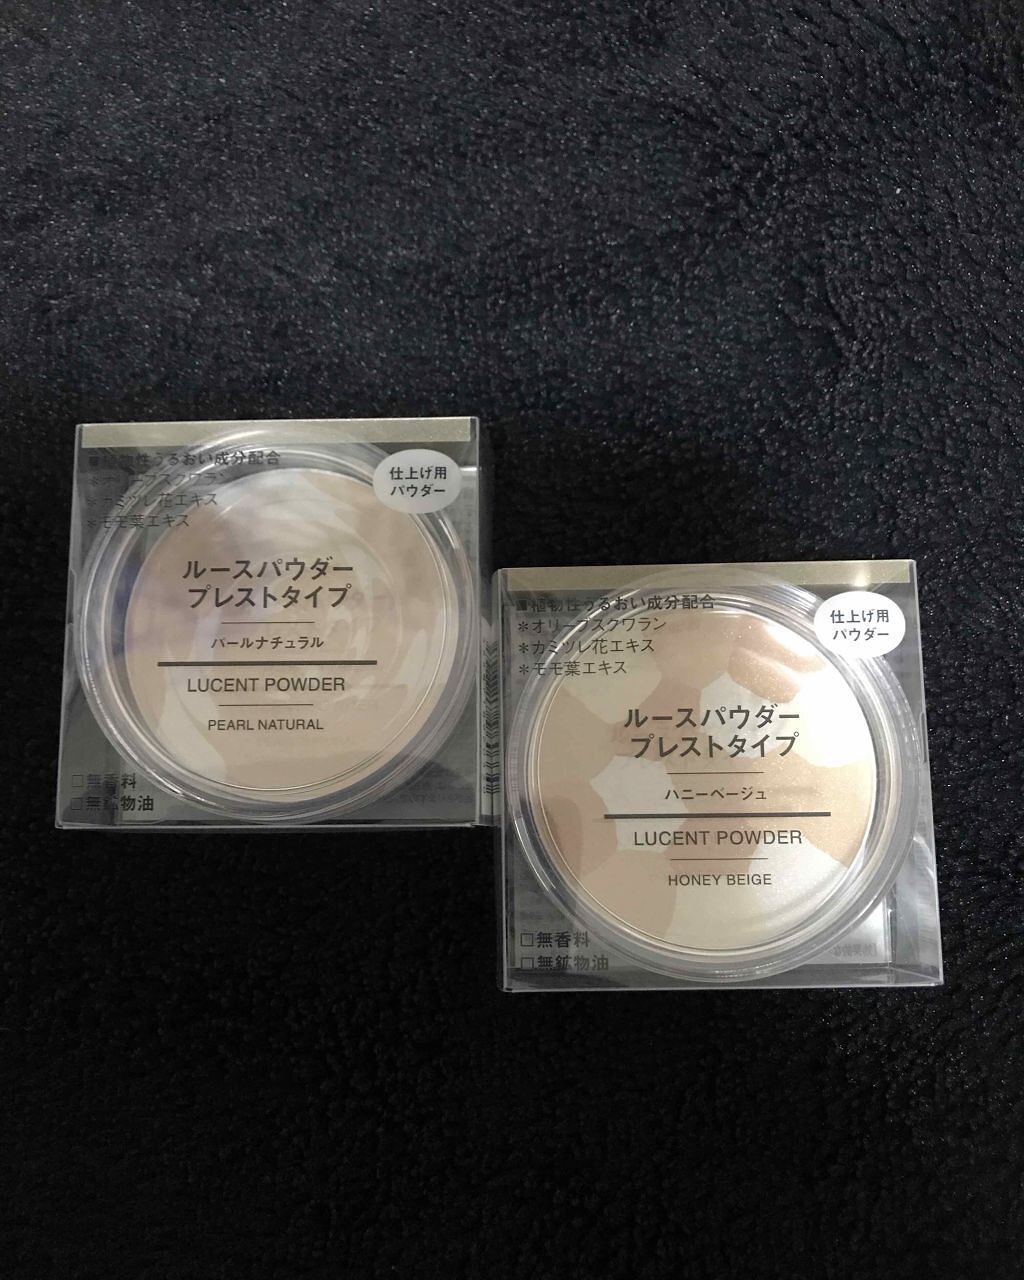 ■植物性うるおい成分配合
＊オリーブスクワラン
＊カミツレ花エキス
＊モモ葉エキス
仕上げ用
パウダー
ルースパウダー
プレストタイプ
パールナチュラル
LUCENT POWDER
PEARL NATURAL
□無香料
□無鉱物油
■植物性うるおい成分配合
＊オリーブスクワラン
＊カミツレ花エキス
＊モモ葉エキス
仕上げ用
パウダー
ルースパウダー
プレストタイプ
ハニーベージュ
LUCENT POWDER
HONEY BEIGE
□無香料
□無鉱物油